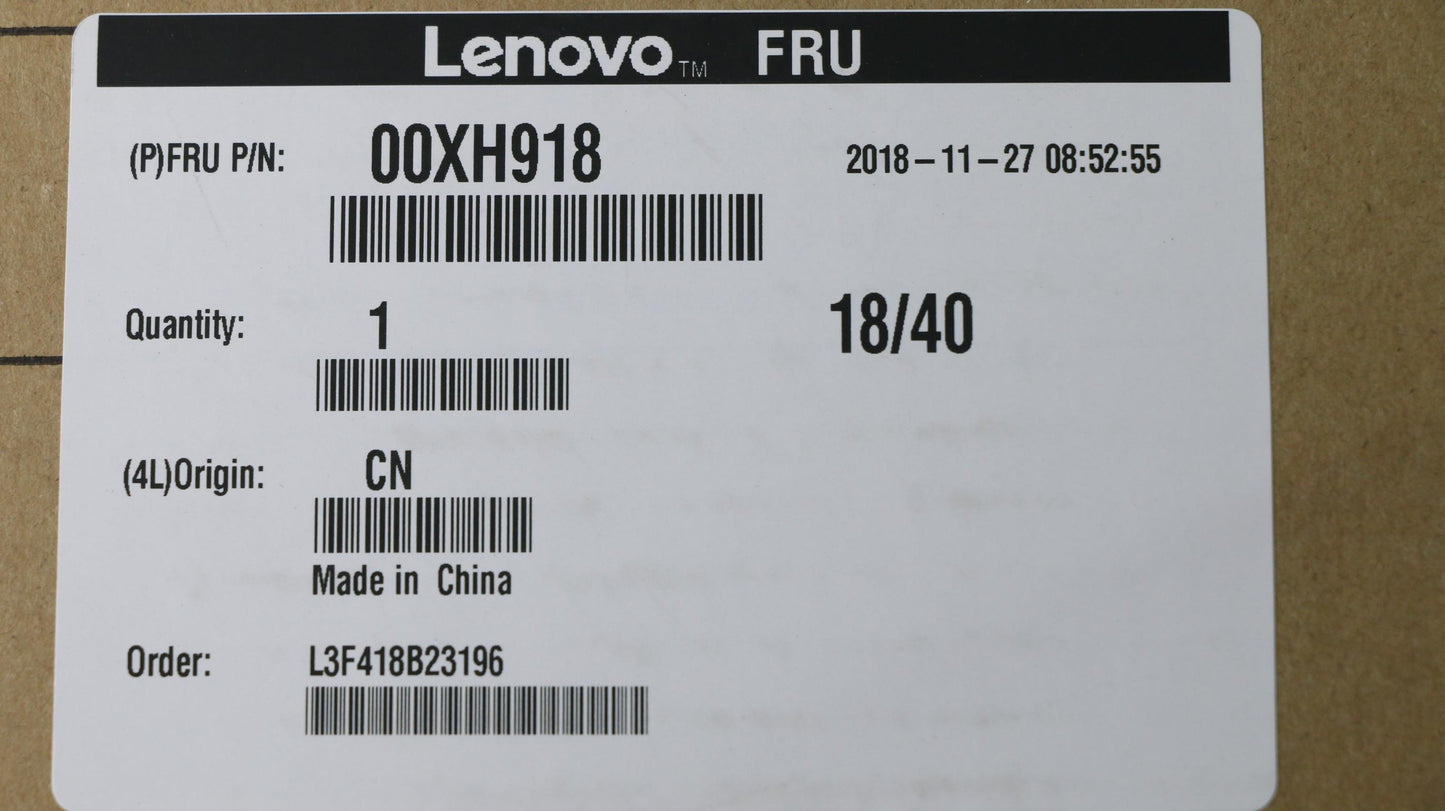 Lenovo™ FRU
(P)FRU P/N: 00XH918 2018-11-27 08:52:55
Quantity: 1 18/40
(4L)Origin: CN
Made in China
Order: L3F418B23196